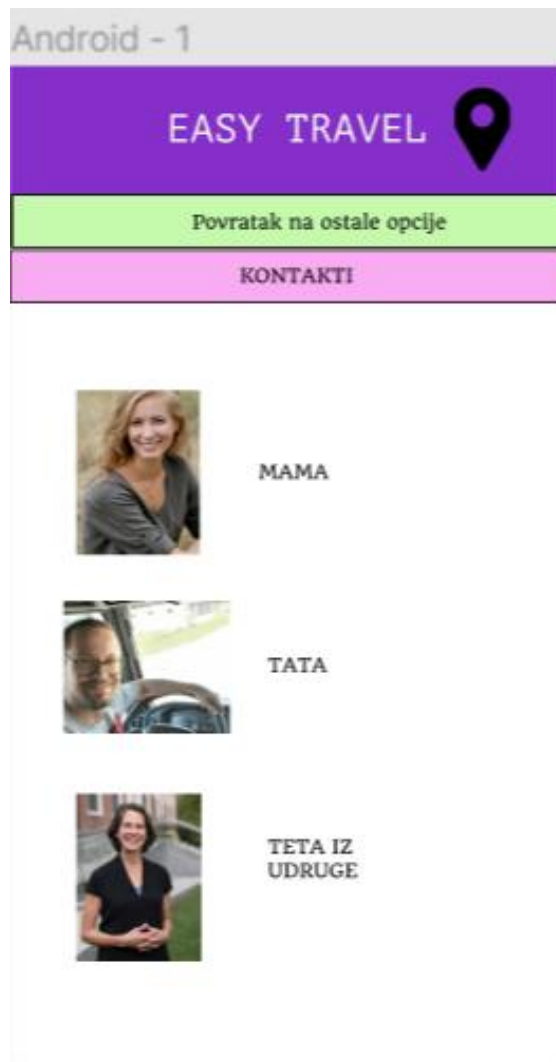 Android - 1
EASY TRAVEL
Povratak na ostale opcije
KONTAKTI
MAMA
TATA
TETA IZ
UDRUGE